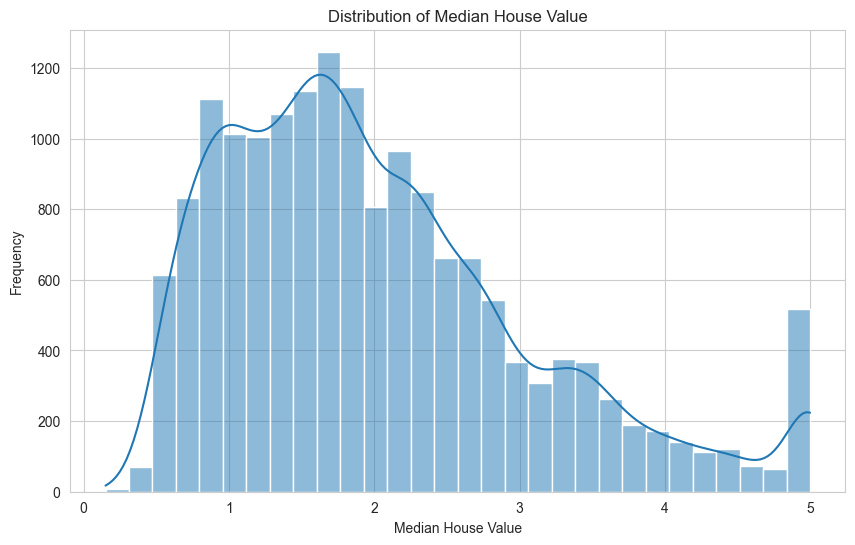 Distribution of Median House Value
1200
1000
800
600
400
200
0
Frequency
0 1 2 3 4 5
Median House Value